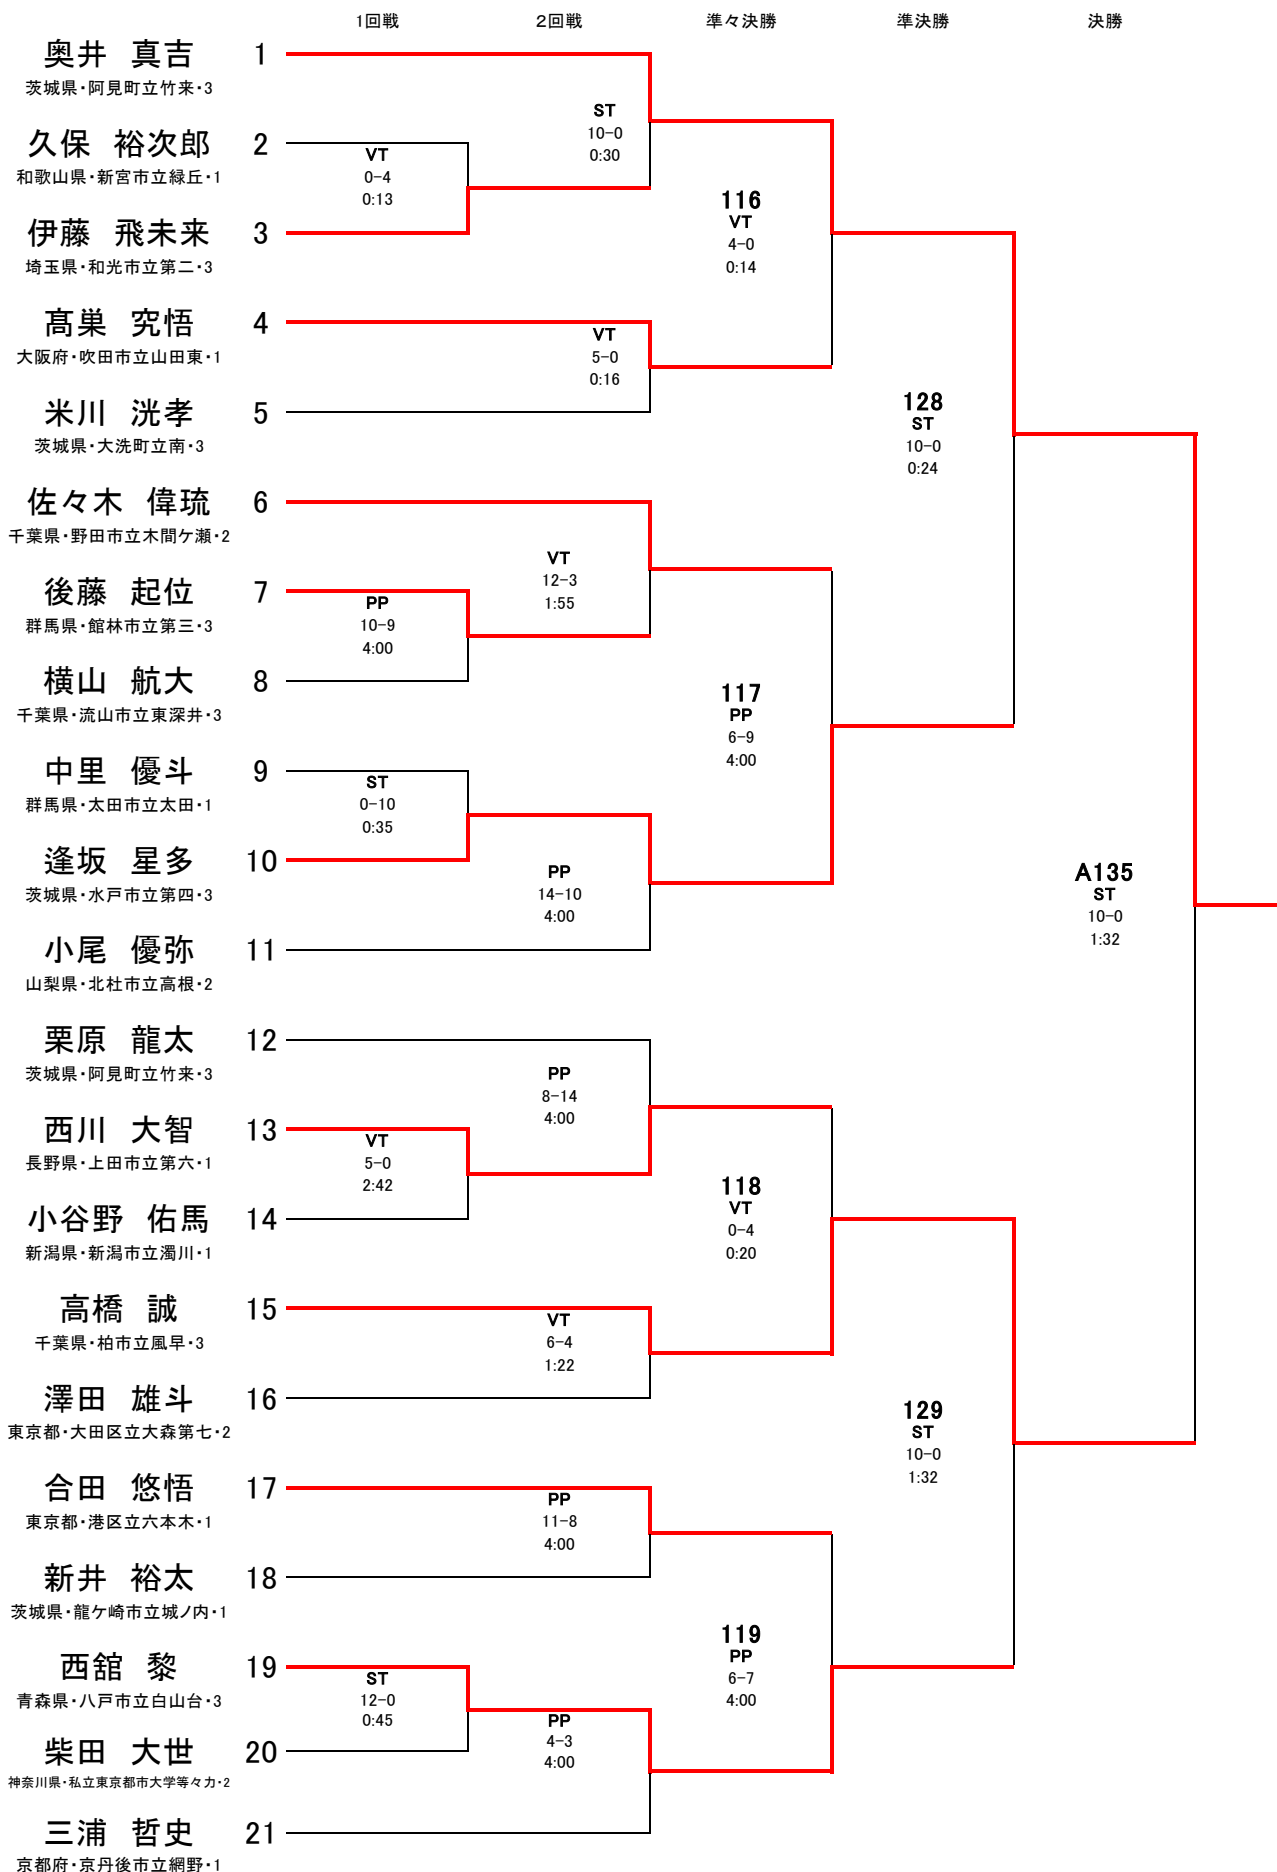 1回戦 2回戦 準々決勝 準決勝 決勝
奥井 真吉 1
茨城県・阿見町立竹来・3
ST
10-0
0:30
久保 裕次郎 2
和歌山県・新宮市立緑丘・1
VT
0-4
0:13
伊藤 飛未来 3
埼玉県・和光市立第二・3
116
VT
4-0
0:14
髙巣 究悟 4
大阪府・吹田市立山田東・1
VT
5-0
0:16
米川 洸孝 5
茨城県・大洗町立南・3
128
ST
10-0
0:24
佐々木 偉琉 6
千葉県・野田市立木間ケ瀬・2
VT
12-3
1:55
後藤 起位 7
群馬県・館林市立第三・3
PP
10-9
4:00
横山 航大 8
千葉県・流山市立東深井・3
117
PP
6-9
4:00
中里 優斗 9
群馬県・太田市立太田・1
ST
0-10
0:35
逢坂 星多 10
茨城県・水戸市立第四・3
PP
14-10
4:00
A135
ST
10-0
1:32
小尾 優弥 11
山梨県・北杜市立高根・2
栗原 龍太 12
茨城県・阿見町立竹来・3
PP
8-14
4:00
西川 大智 13
長野県・上田市立第六・1
VT
5-0
2:42
118
VT
0-4
0:20
小谷野 佑馬 14
新潟県・新潟市立濁川・1
高橋 誠 15
千葉県・柏市立風早・3
VT
6-4
1:22
澤田 雄斗 16
東京都・大田区立大森第七・2
129
ST
10-0
1:32
合田 悠悟 17
東京都・港区立六本木・1
PP
11-8
4:00
新井 裕太 18
茨城県・龍ケ崎市立城ノ内・1
119
PP
6-7
4:00
西舘 黎 19
青森県・八戸市立白山台・3
ST
12-0
0:45
PP
4-3
4:00
柴田 大世 20
神奈川県・私立東京都市大学等々力・2
三浦 哲史 21
京都府・京丹後市立網野・1